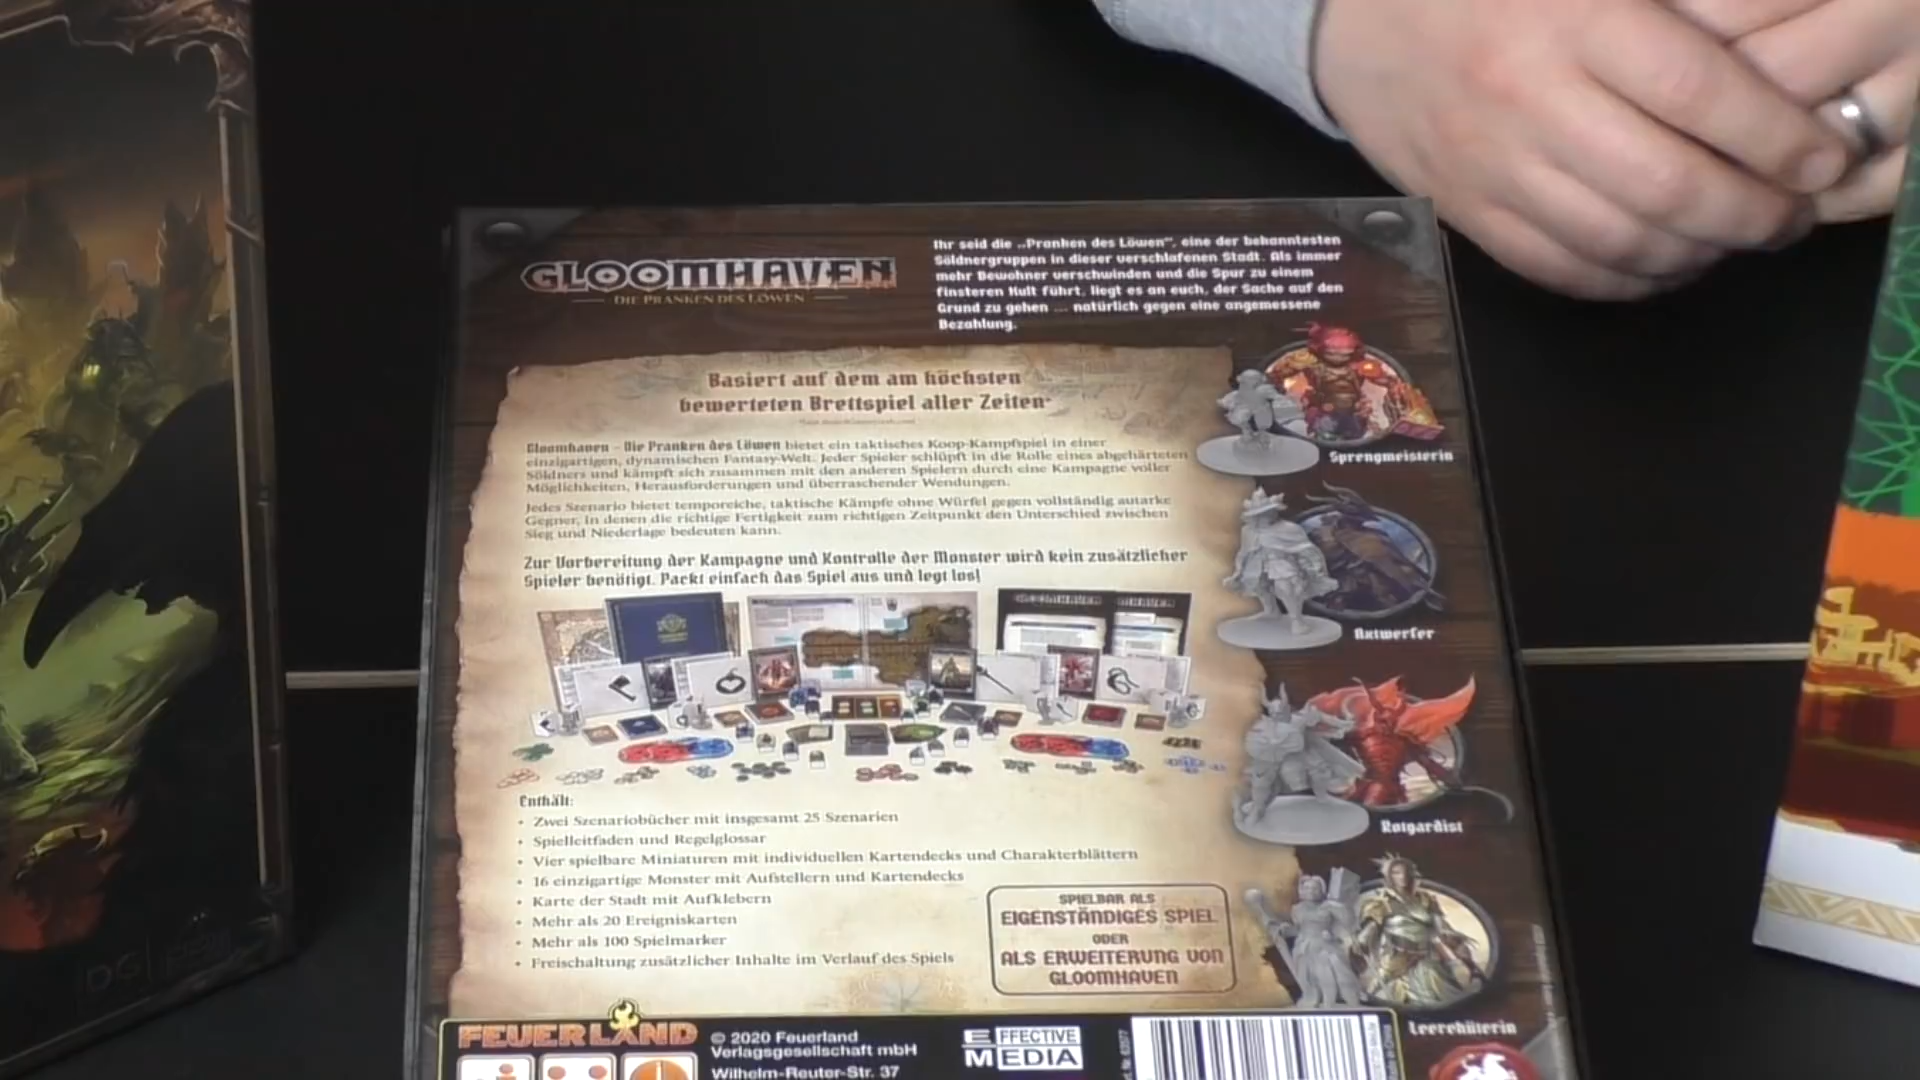 GLOOMHAVEN
DIE PRANKEN DES LÖWEN
Ihr seid die „Pranken des Löwen“, eine der bekanntesten
Söldnergruppen in dieser verschlafenen Stadt. Als immer
mehr Bewohner verschwinden und die Spur zu einem
finsteren Kult führt, liegt es an euch, der Sache auf den
Grund zu gehen ... natürlich gegen eine angemessene
Bezahlung.
Basiert auf dem am höchsten
bewerteten Brettspiel aller Zeiten*
Gloomhaven – Die Pranken des Löwen bietet ein taktisches Koop-Kampfspiel in einer
einzigartigen, dynamischen Fantasy-Welt. Jeder Spieler schlüpft in die Rolle eines abgehärteten
Söldners und kämpft sich zusammen mit den anderen Spielern durch eine Kampagne voller
Möglichkeiten, Herausforderungen und überraschender Wendungen.
Jedes Szenario bietet temporeiche, taktische Kämpfe ohne Würfel gegen vollständig autarke
Gegner, in denen die richtige Fertigkeit zum richtigen Zeitpunkt den Unterschied zwischen
Sieg und Niederlage bedeuten kann.
Zur Vorbereitung der Kampagne und Kontrolle der Monster wird kein zusätzlicher
Spieler benötigt. Packt einfach das Spiel aus und legt los!
Sprengmeisterin
Axtwerfer
Rotgardist
Leerehüterin
GLOOMHAVEN
Enthält:
• Zwei Szenariobücher mit insgesamt 25 Szenarien
• Spielleitfaden und Regelglossar
• Vier spielbare Miniaturen mit individuellen Kartendecks und Charakterblättern
• 16 einzigartige Monster mit Aufstellern und Kartendecks
• Karte der Stadt mit Aufklebern
• Mehr als 20 Ereigniskarten
• Mehr als 100 Spielmarker
• Freischaltung zusätzlicher Inhalte im Verlauf des Spiels
SPIELBAR ALS
EIGENSTÄNDIGES SPIEL
ODER
ALS ERWEITERUNG VON
GLOOMHAVEN
FEUERLAND
© 2020 Feuerland
Verlagsgesellschaft mbH
Wilhelm-Reuter-Str. 37
EFFECTIVE
MEDIA